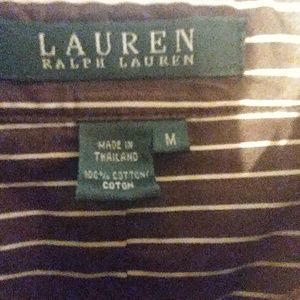 LAUREN
RALPH LAUREN
M
MADE IN
THAILAND
100% COTTON/
COTON